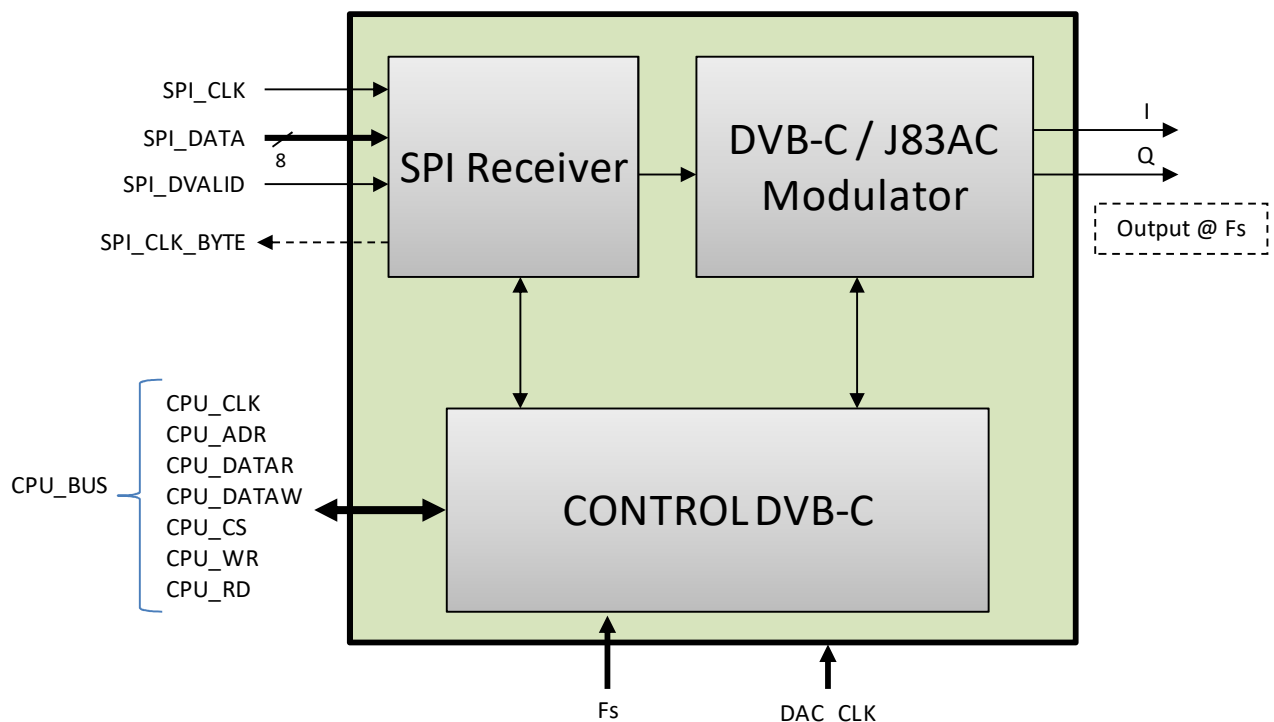 SPI_CLK
SPI_DATA
8
SPI_DVALID
SPI_CLK_BYTE
SPI Receiver
DVB-C / J83AC
Modulator
I
Q
Output @ Fs
CPU_BUS
CPU_CLK
CPU_ADR
CPU_DATAR
CPU_DATAW
CPU_CS
CPU_WR
CPU_RD
CONTROL DVB-C
Fs
DAC_CLK